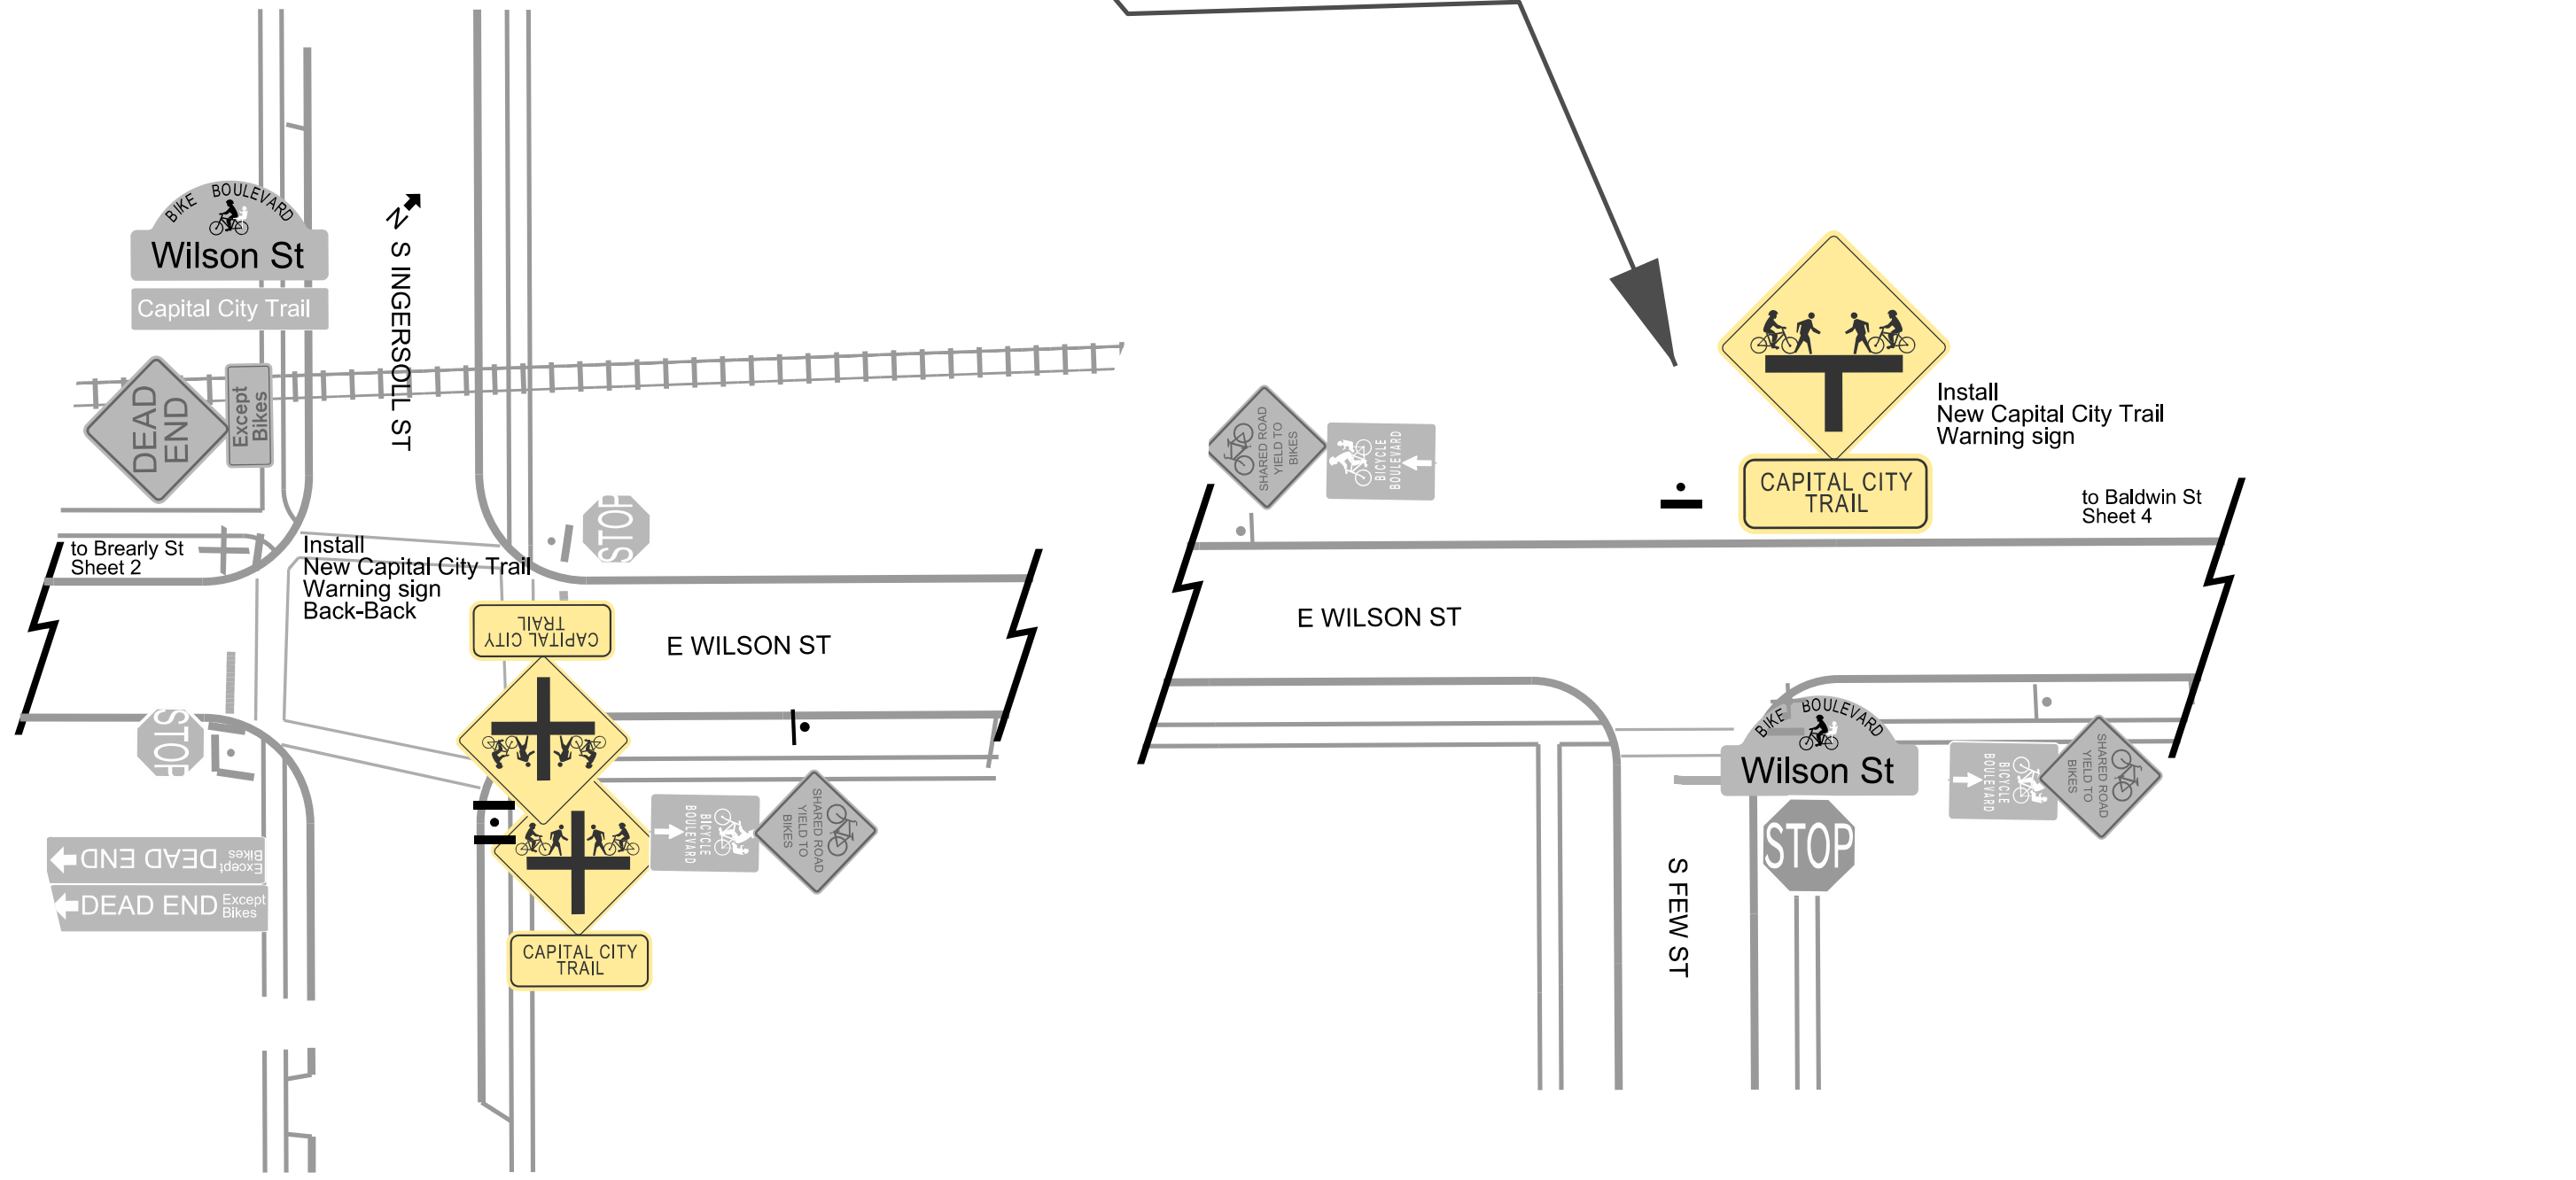 BIKE BOULEVARD
Wilson St
Capital City Trail
N
S INGERSOLL ST
DEAD
END
Except
Bikes
to Brearly St
Sheet 2
Install
New Capital City Trail
Warning sign
Back-Back
STOP
CAPITAL CITY
TRAIL
E WILSON ST
STOP
BICYCLE
BOULEVARD
SHARED ROAD
YIELD TO
BIKES
DEAD END Except
Bikes
DEAD END Except
Bikes
CAPITAL CITY
TRAIL
SHARED ROAD
YIELD TO
BIKES
BICYCLE
BOULEVARD
CAPITAL CITY
TRAIL
Install
New Capital City Trail
Warning sign
to Baldwin St
Sheet 4
E WILSON ST
BIKE BOULEVARD
Wilson St
STOP
S FEW ST
BICYCLE
BOULEVARD
SHARED ROAD
YIELD TO
BIKES